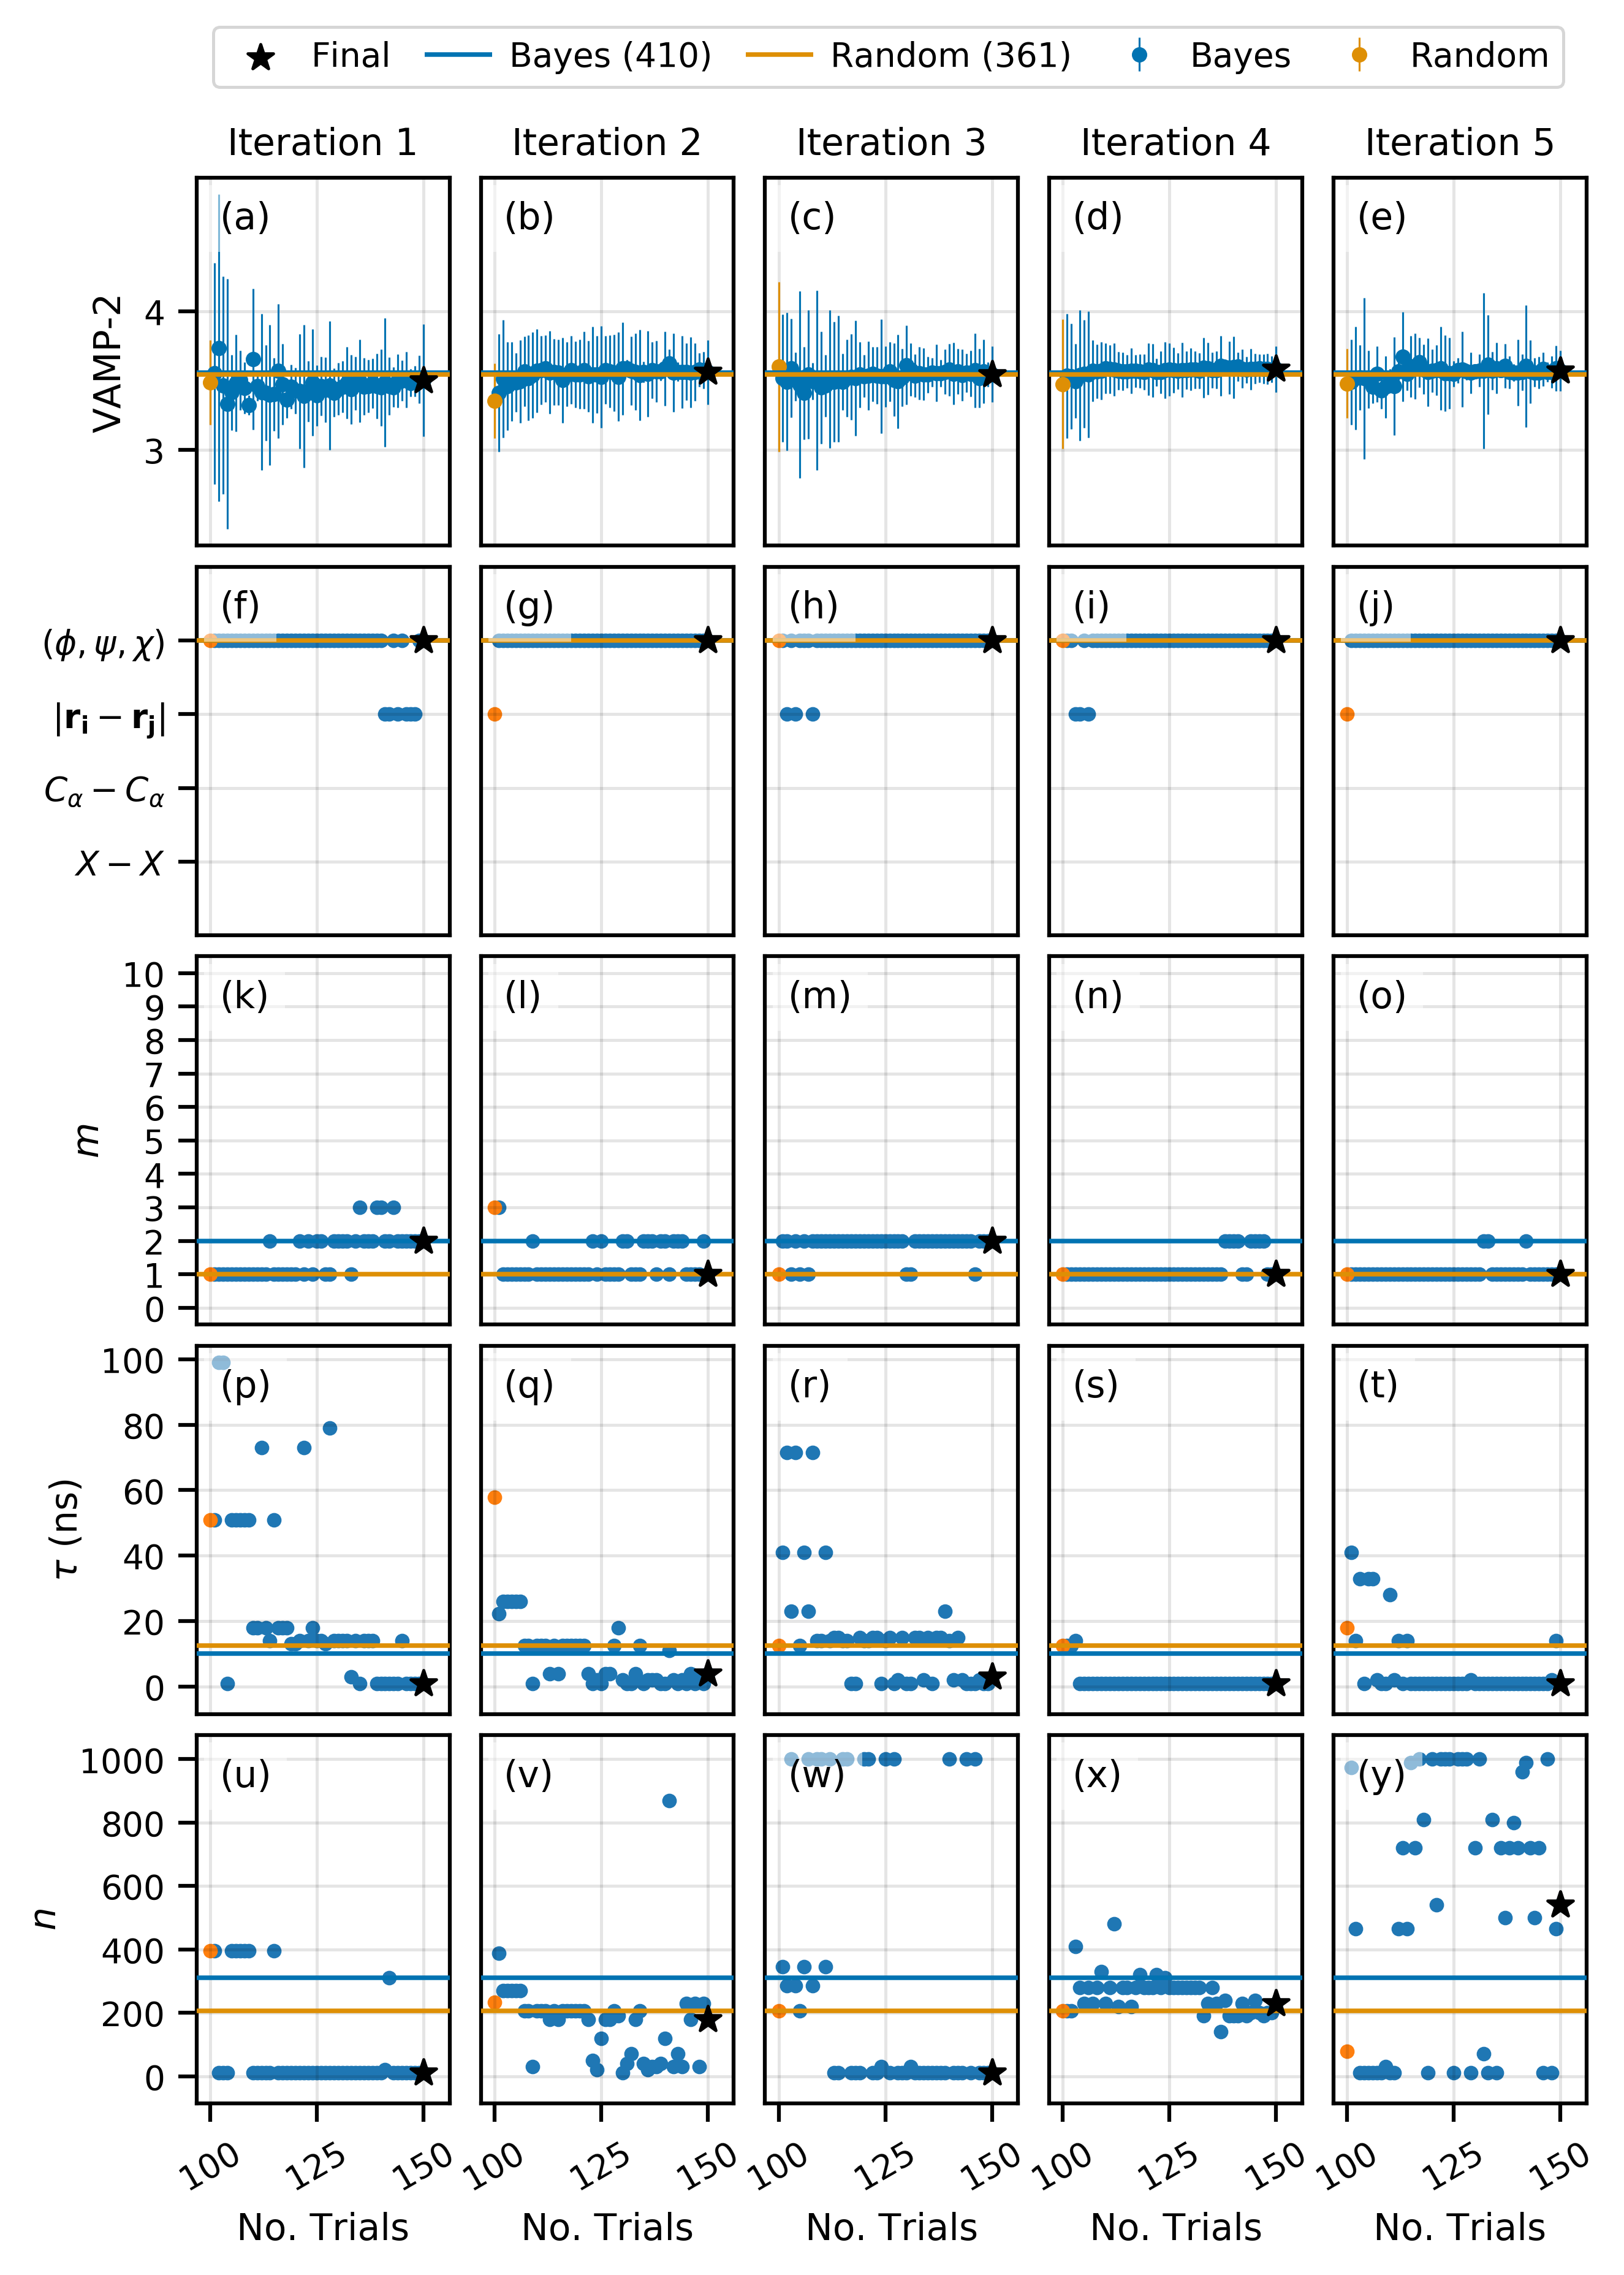 Final Bayes (410) Random (361) Bayes Random
Iteration 1 Iteration 2 Iteration 3 Iteration 4 Iteration 5
VAMP-2
4
3
(a) (b) (c) (d) (e)
(ϕ, ψ, χ)
|r_i − r_j|
C_α − C_α
X − X
(f) (g) (h) (i) (j)
m
10
9
8
7
6
5
4
3
2
1
0
(k) (l) (m) (n) (o)
τ (ns)
100
80
60
40
20
0
(p) (q) (r) (s) (t)
n
1000
800
600
400
200
0
(u) (v) (w) (x) (y)
100 125 150 100 125 150 100 125 150 100 125 150 100 125 150
No. Trials No. Trials No. Trials No. Trials No. Trials